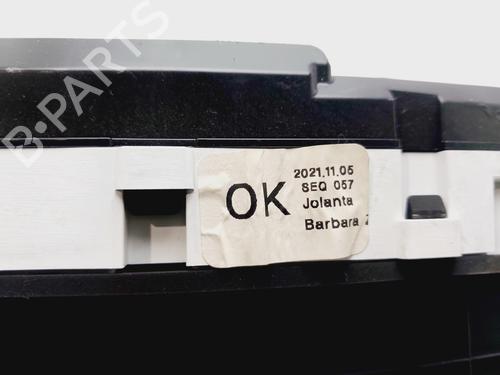 B-PARTS
OK
2021.11.05
SEQ 057
Jolanta
Barbara